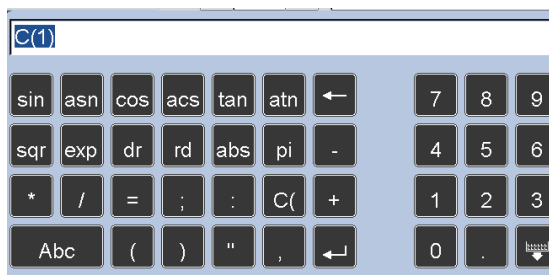 C(1)
sin asn cos acs tan atn ← 7 8 9
sqr exp dr rd abs pi - 4 5 6
* / = ; : C( + 1 2 3
Abc ( ) " , ↵ 0 .